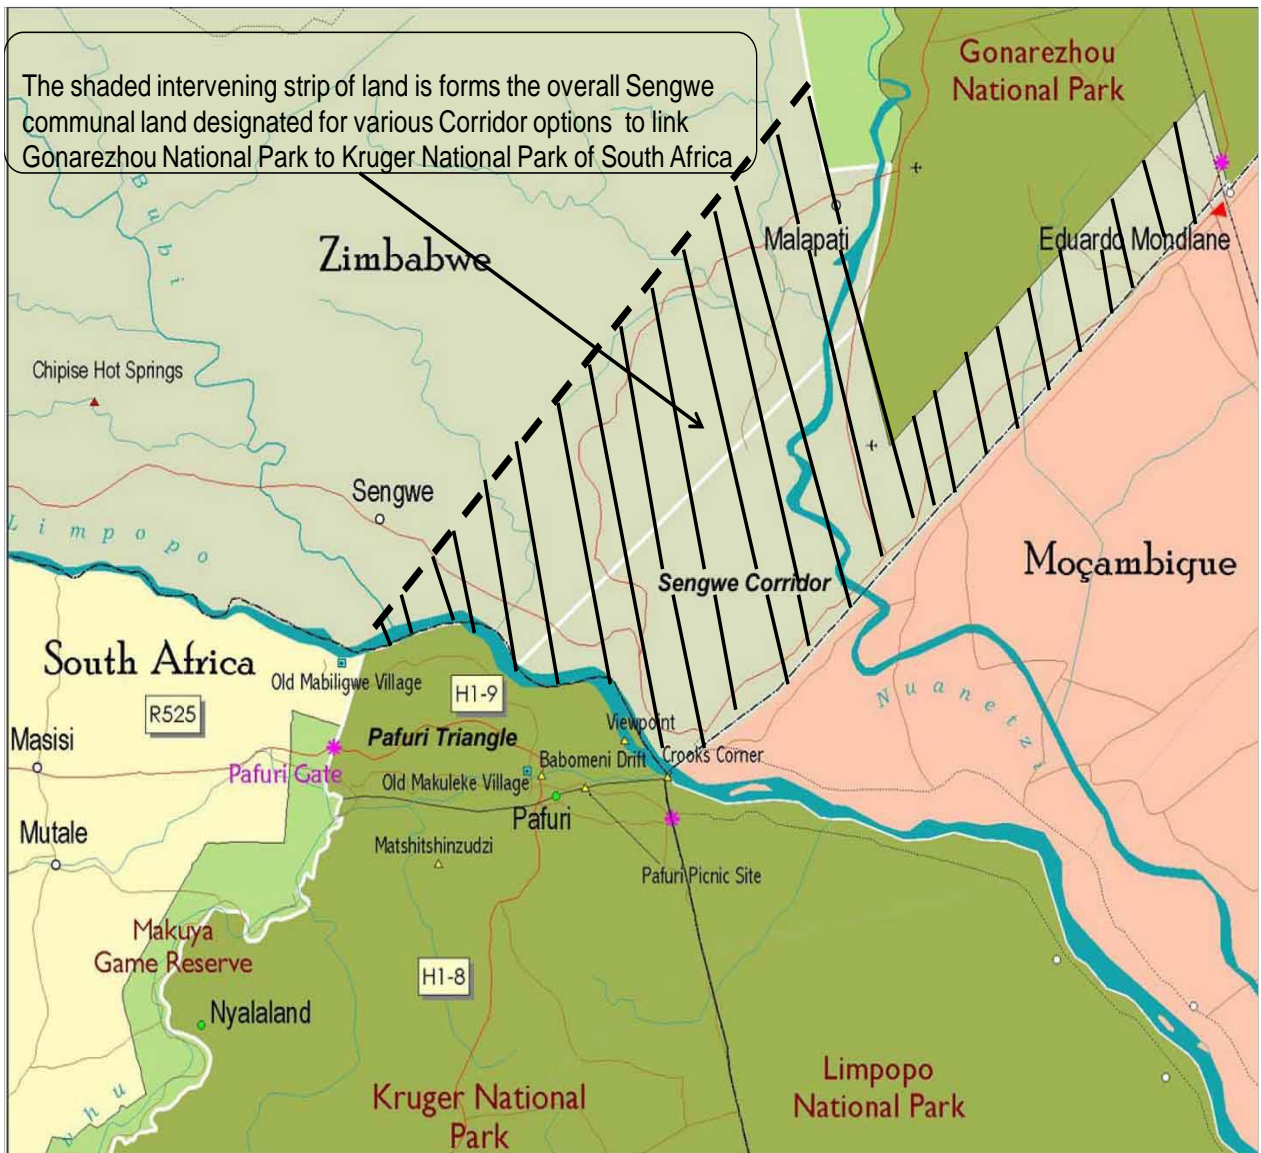 The shaded intervening strip of land is forms the overall Sengwe
communal land designated for various Corridor options to link
Gonarezhou National Park to Kruger National Park of South Africa
Gonarezhou
National Park
Bubi
Zimbabwe
Malapati
Eduardo Mondlane
Chipise Hot Springs
Sengwe
Limpopo
Sengwe Corridor
Moçambique
South Africa
Old Mabiligwe Village
R525
H1-9
Nuanetzi
Masisi
Pafuri Triangle
Viewpoint
Pafuri Gate
Babomeni Drift
Crooks Corner
Old Makuleke Village
Pafuri
Mutale
Matshitshinzudzi
Pafuri Picnic Site
Makuya
Game Reserve
H1-8
Nyalaland
Kruger National
Park
Limpopo
National Park